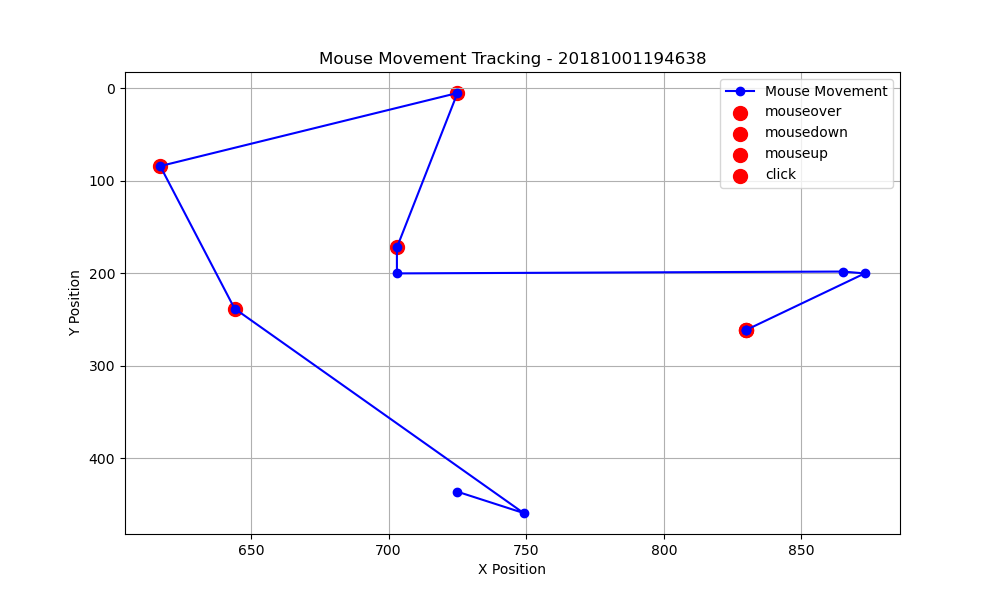 Mouse Movement Tracking - 20181001194638
Mouse Movement
mouseover
mousedown
mouseup
click
0
100
200
300
400
Y Position
650
700
750
800
850
X Position